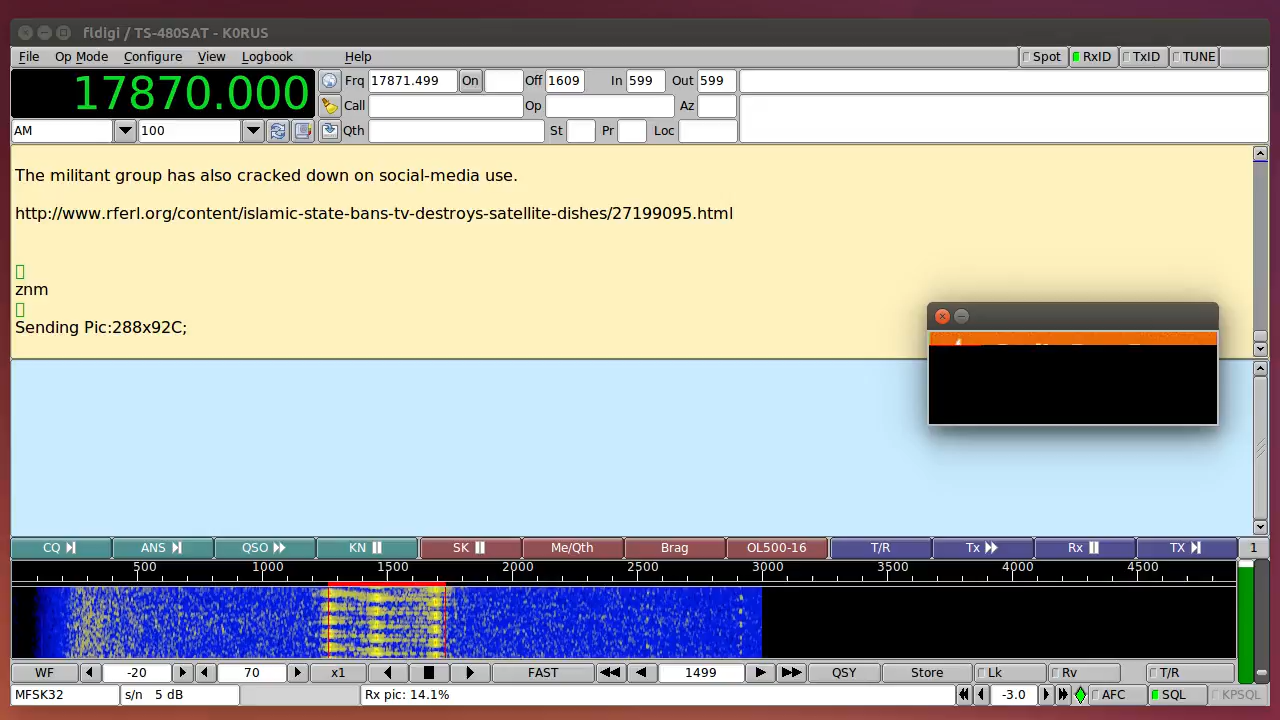 fldigi / TS-480SAT - K0RUS
File Op Mode Configure View Logbook Help Spot RxID TxID TUNE
17870.000 Frq 17871.499 On Off 1609 In 599 Out 599
Call Op Az
AM 100 Qth St Pr Loc
The militant group has also cracked down on social-media use.
http://www.rferl.org/content/islamic-state-bans-tv-destroys-satellite-dishes/27199095.html
znm
Sending Pic:288x92C;
CQ ANS QSO KN SK Me/Qth Brag OL500-16 T/R Tx Rx TX 1
500 1000 1500 2000 2500 3000 3500 4000 4500
WF -20 70 x1 FAST 1499 QSY Store Lk Rv T/R
MFSK32 s/n 5 dB Rx pic: 14.1% -3.0 AFC SQL KPSQL